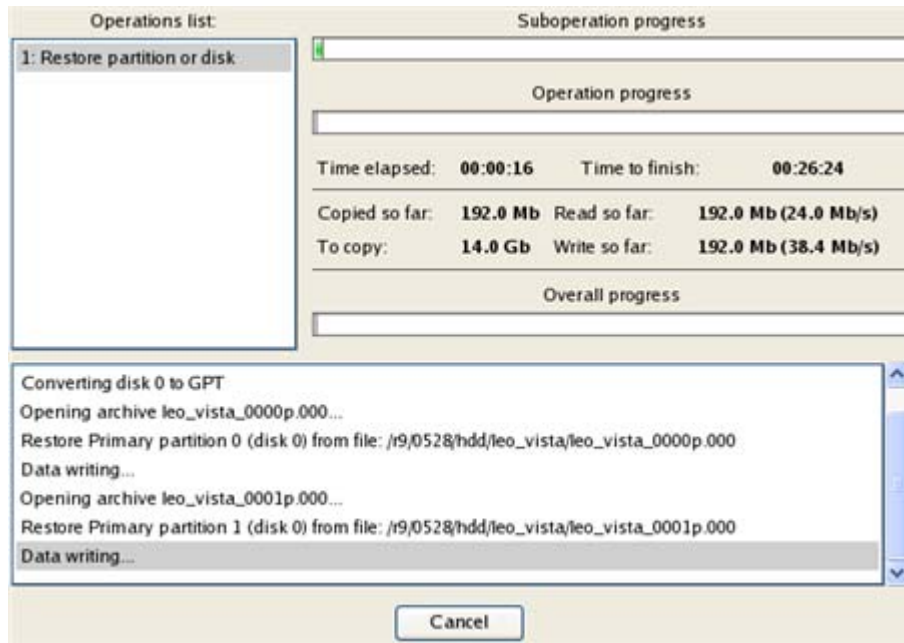 Operations list:
Suboperation progress
1: Restore partition or disk
Operation progress
Time elapsed: 00:00:16 Time to finish: 00:26:24
Copied so far: 192.0 Mb Read so far: 192.0 Mb (24.0 Mb/s)
To copy: 14.0 Gb Write so far: 192.0 Mb (38.4 Mb/s)
Overall progress
Converting disk 0 to GPT
Opening archive leo_vista_0000p.000...
Restore Primary partition 0 (disk 0) from file: /r9/0528/hdd/leo_vista/leo_vista_0000p.000
Data writing...
Opening archive leo_vista_0001p.000...
Restore Primary partition 1 (disk 0) from file: /r9/0528/hdd/leo_vista/leo_vista_0001p.000
Data writing...
Cancel